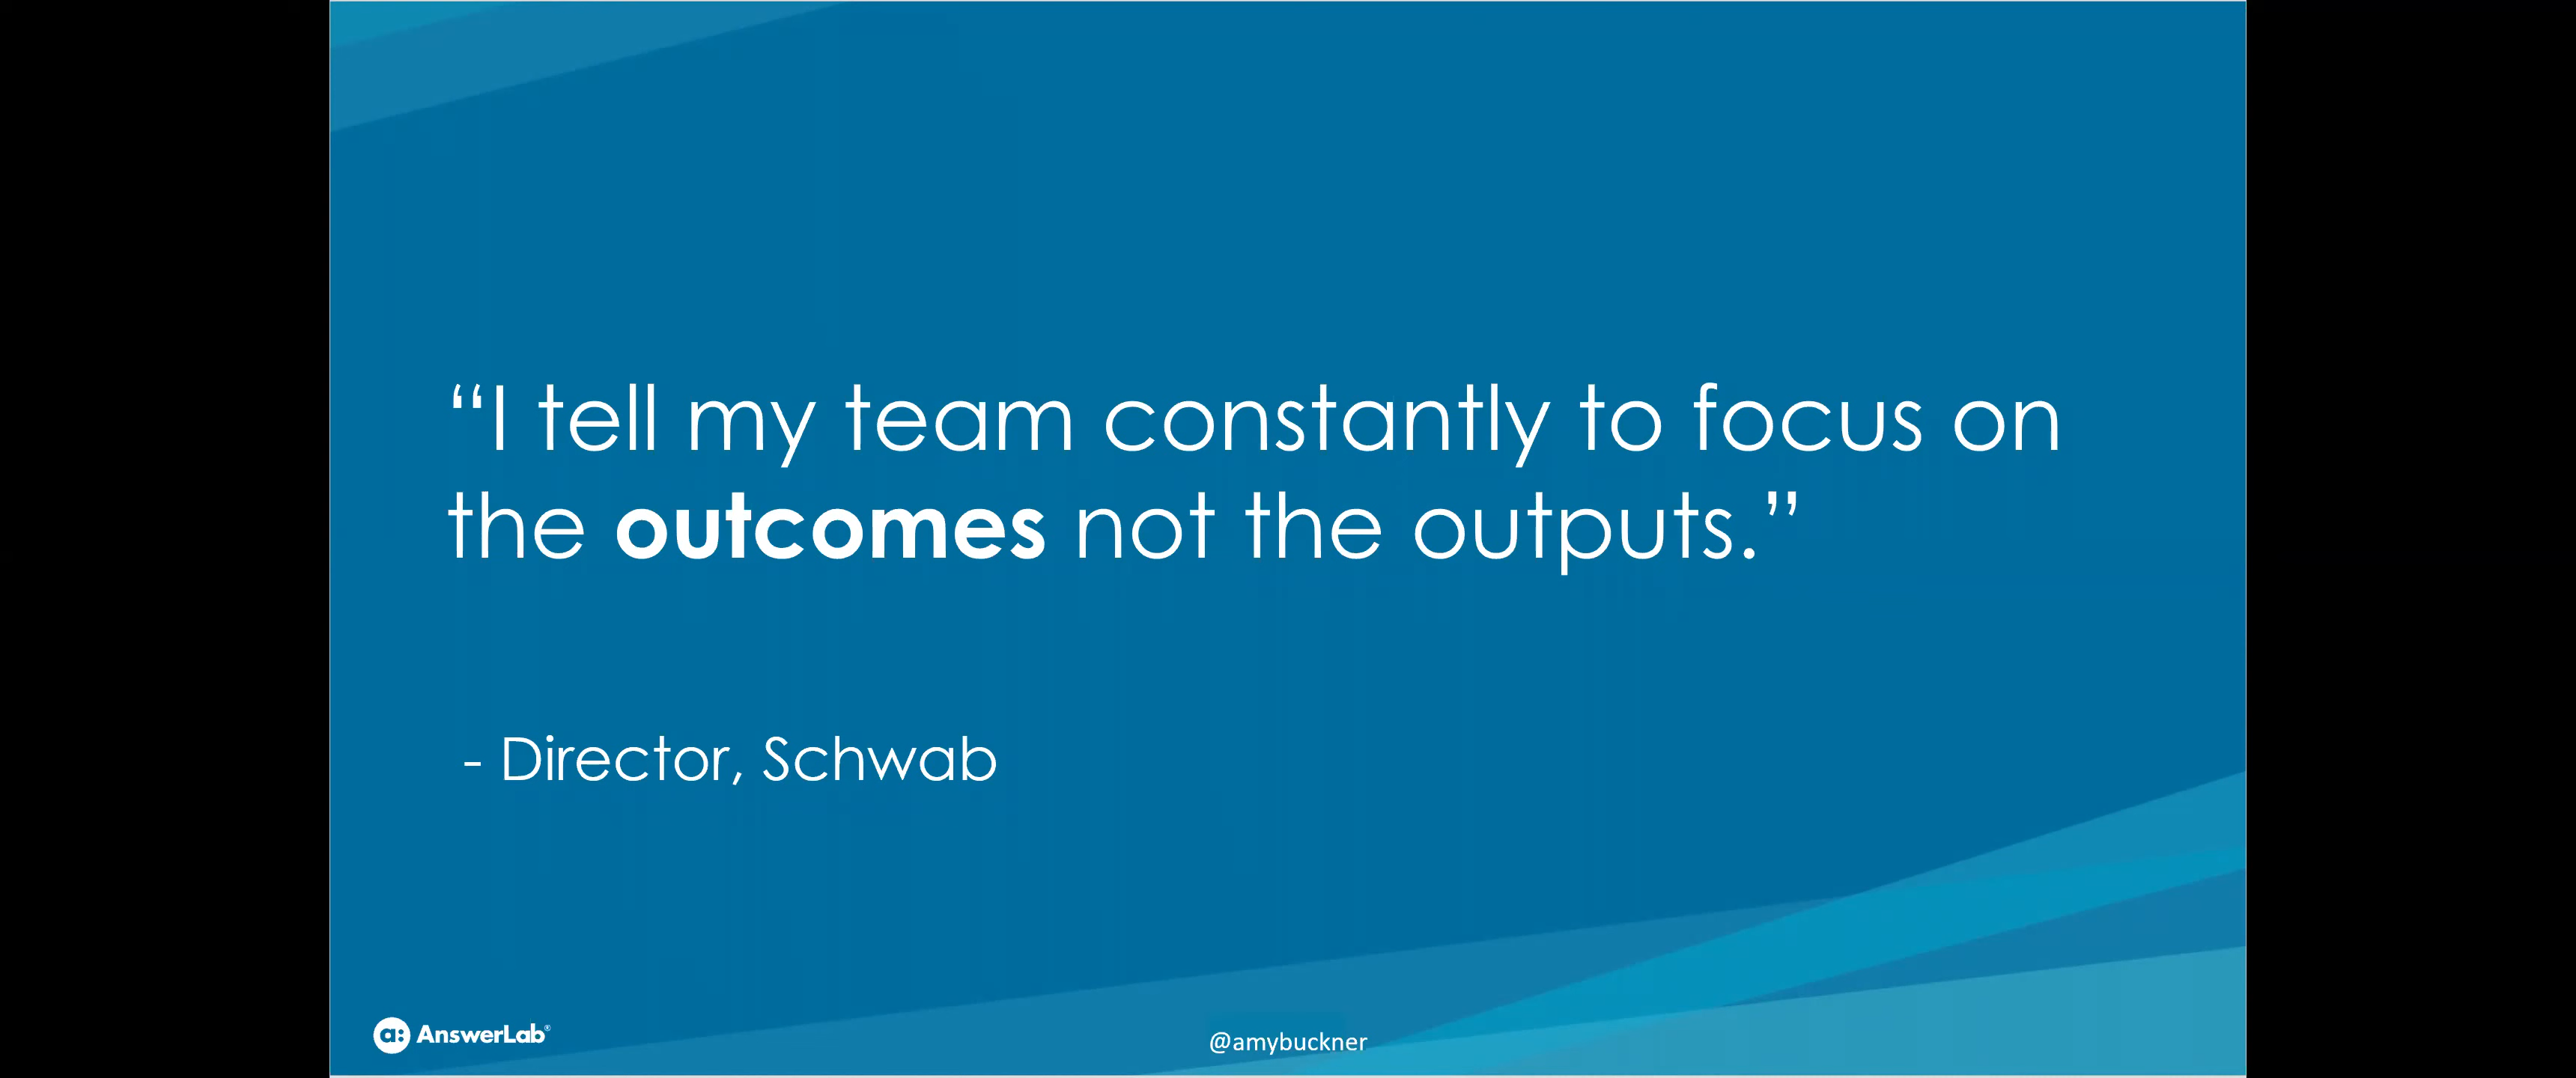 “I tell my team constantly to focus on
the outcomes not the outputs.”
- Director, Schwab
a: AnswerLab®
@amybuckner